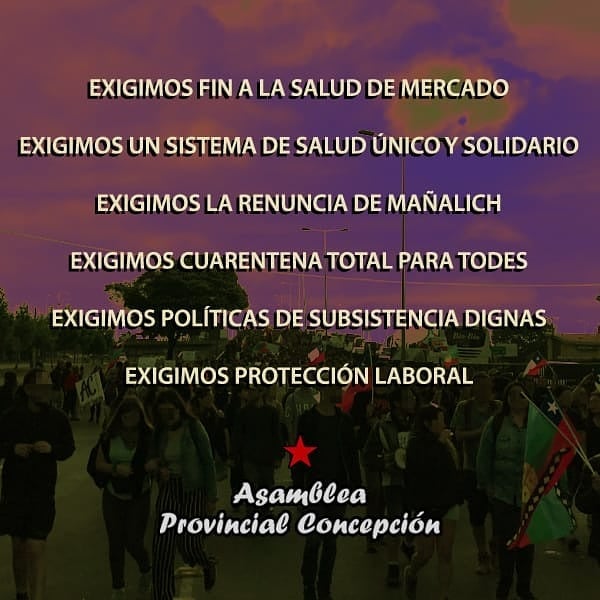 EXIGIMOS FIN A LA SALUD DE MERCADO
EXIGIMOS UN SISTEMA DE SALUD ÚNICO Y SOLIDARIO
EXIGIMOS LA RENUNCIA DE MAÑALICH
EXIGIMOS CUARENTENA TOTAL PARA TODES
EXIGIMOS POLÍTICAS DE SUBSISTENCIA DIGNAS
EXIGIMOS PROTECCIÓN LABORAL
Asamblea
Provincial Concepción